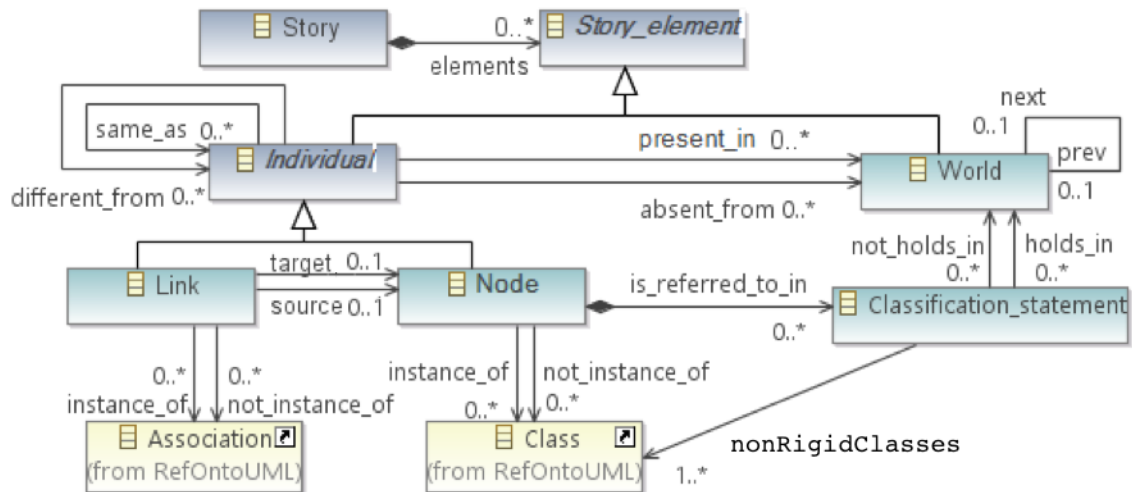 Story
0..*
Story_element
elements
next
same_as 0..*
present_in 0..*
0..1
prev
Individual
World
different_from 0..*
absent_from 0..*
0..1
not_holds_in
holds_in
0..*
0..*
Link
target 0..1
source 0..1
Node
is_referred_to_in
0..*
Classification_statement
0..*
0..*
instance_of
not_instance_of
instance_of
not_instance_of
0..*
0..*
Association
(from RefOntoUML)
Class
(from RefOntoUML)
nonRigidClasses
1..*